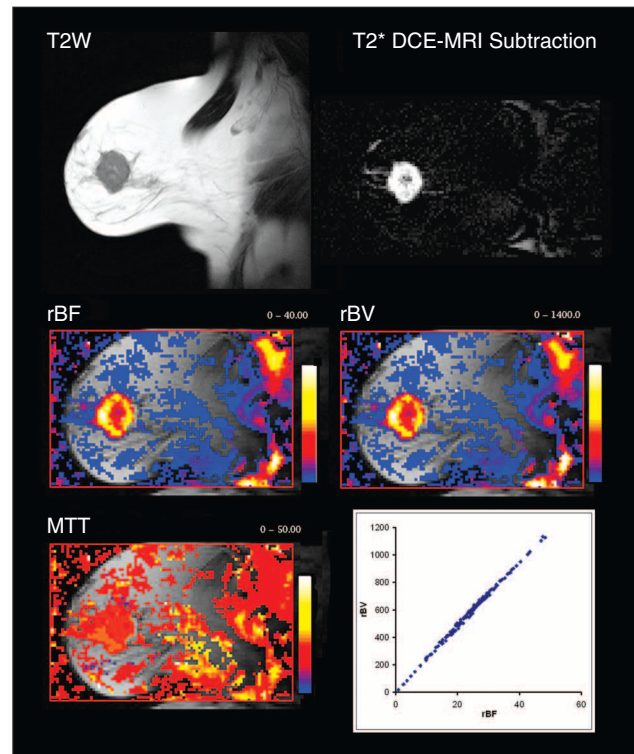 T2W
T2* DCE-MRI Subtraction
rBF
0 – 40.00
rBV
0 – 1400.0
MTT
0 – 50.00
1200
1000
800
600
400
200
0
rBV
0
20
40
60
rBF